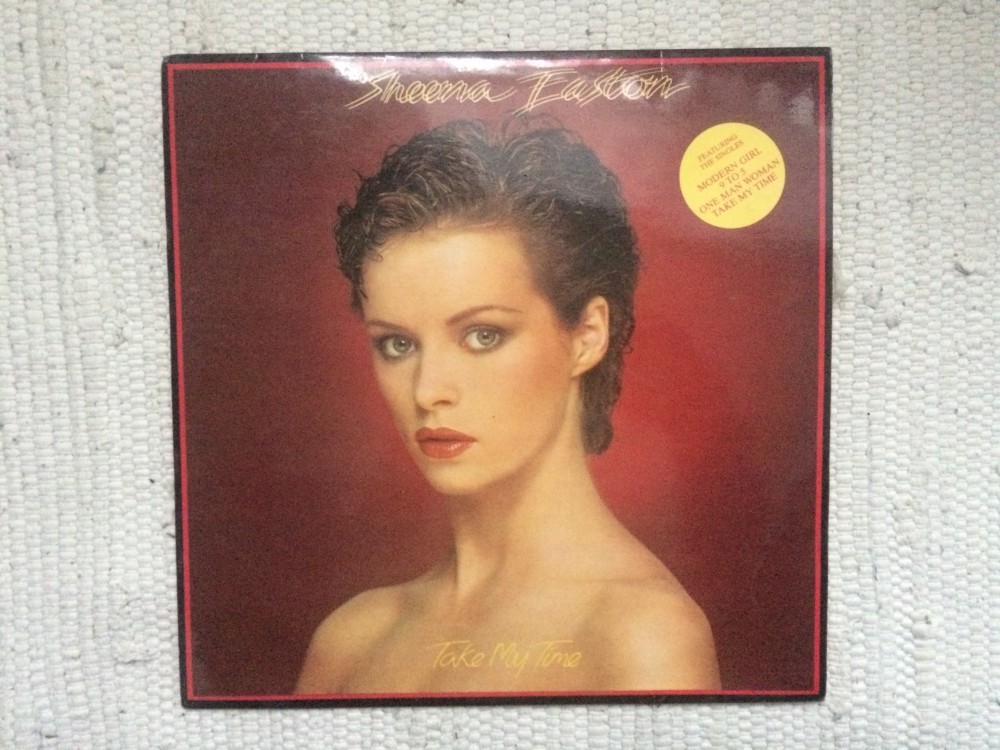 Sheena Easton
FEATURING
THE SINGLES
MODERN GIRL
9 TO 5
ONE MAN WOMAN
TAKE MY TIME
Take My Time